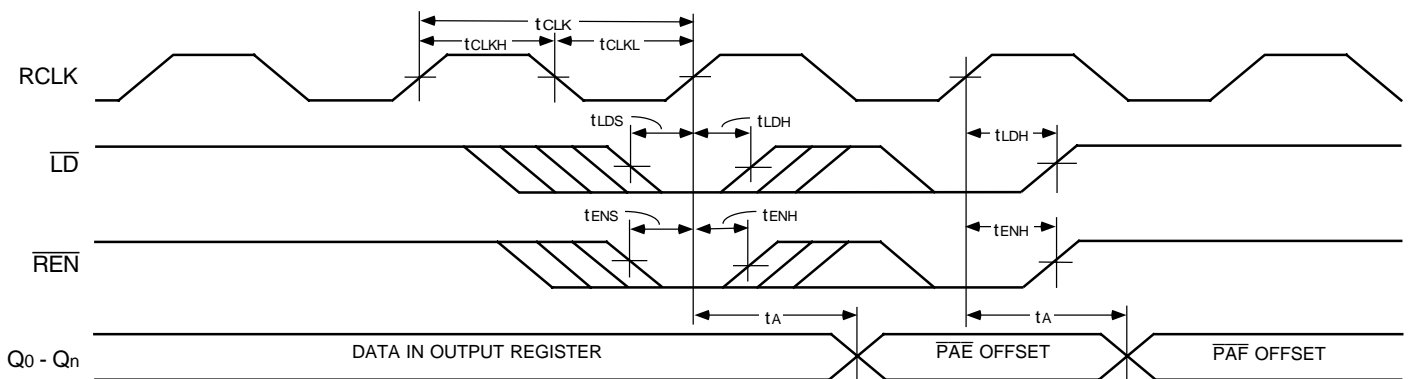 tCLK
tCLKH
tCLKL
RCLK
tLDS
tLDH
tLDH
LD
tENS
tENH
tENH
REN
tA
tA
Q0 - Qn
DATA IN OUTPUT REGISTER
PAE OFFSET
PAF OFFSET